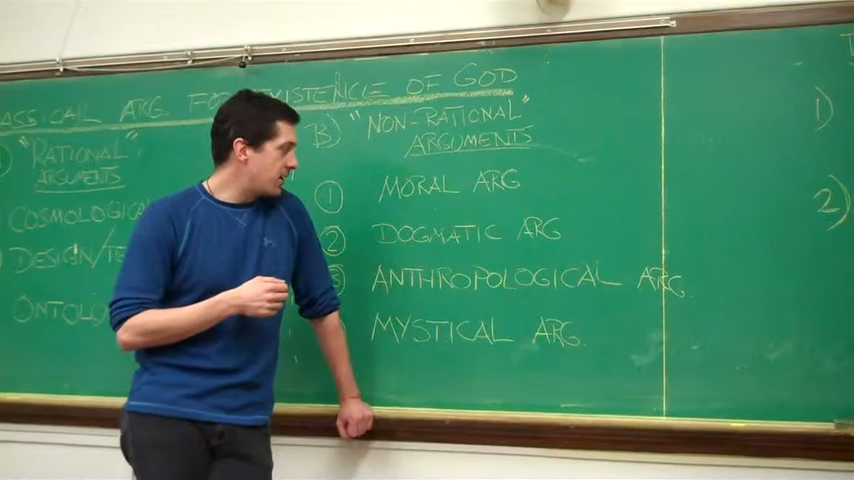 ASSICAL ARG FOR EXISTENCE OF GOD
"RATIONAL"
ARGUMENTS
COSMOLOGICAL
DESIGN/TE
ONTOLO
B) "NON-RATIONAL"
ARGUMENTS
1 MORAL ARG
2 DOGMATIC ARG
3 ANTHROPOLOGICAL ARG.
MYSTICAL ARG.
1)
2)